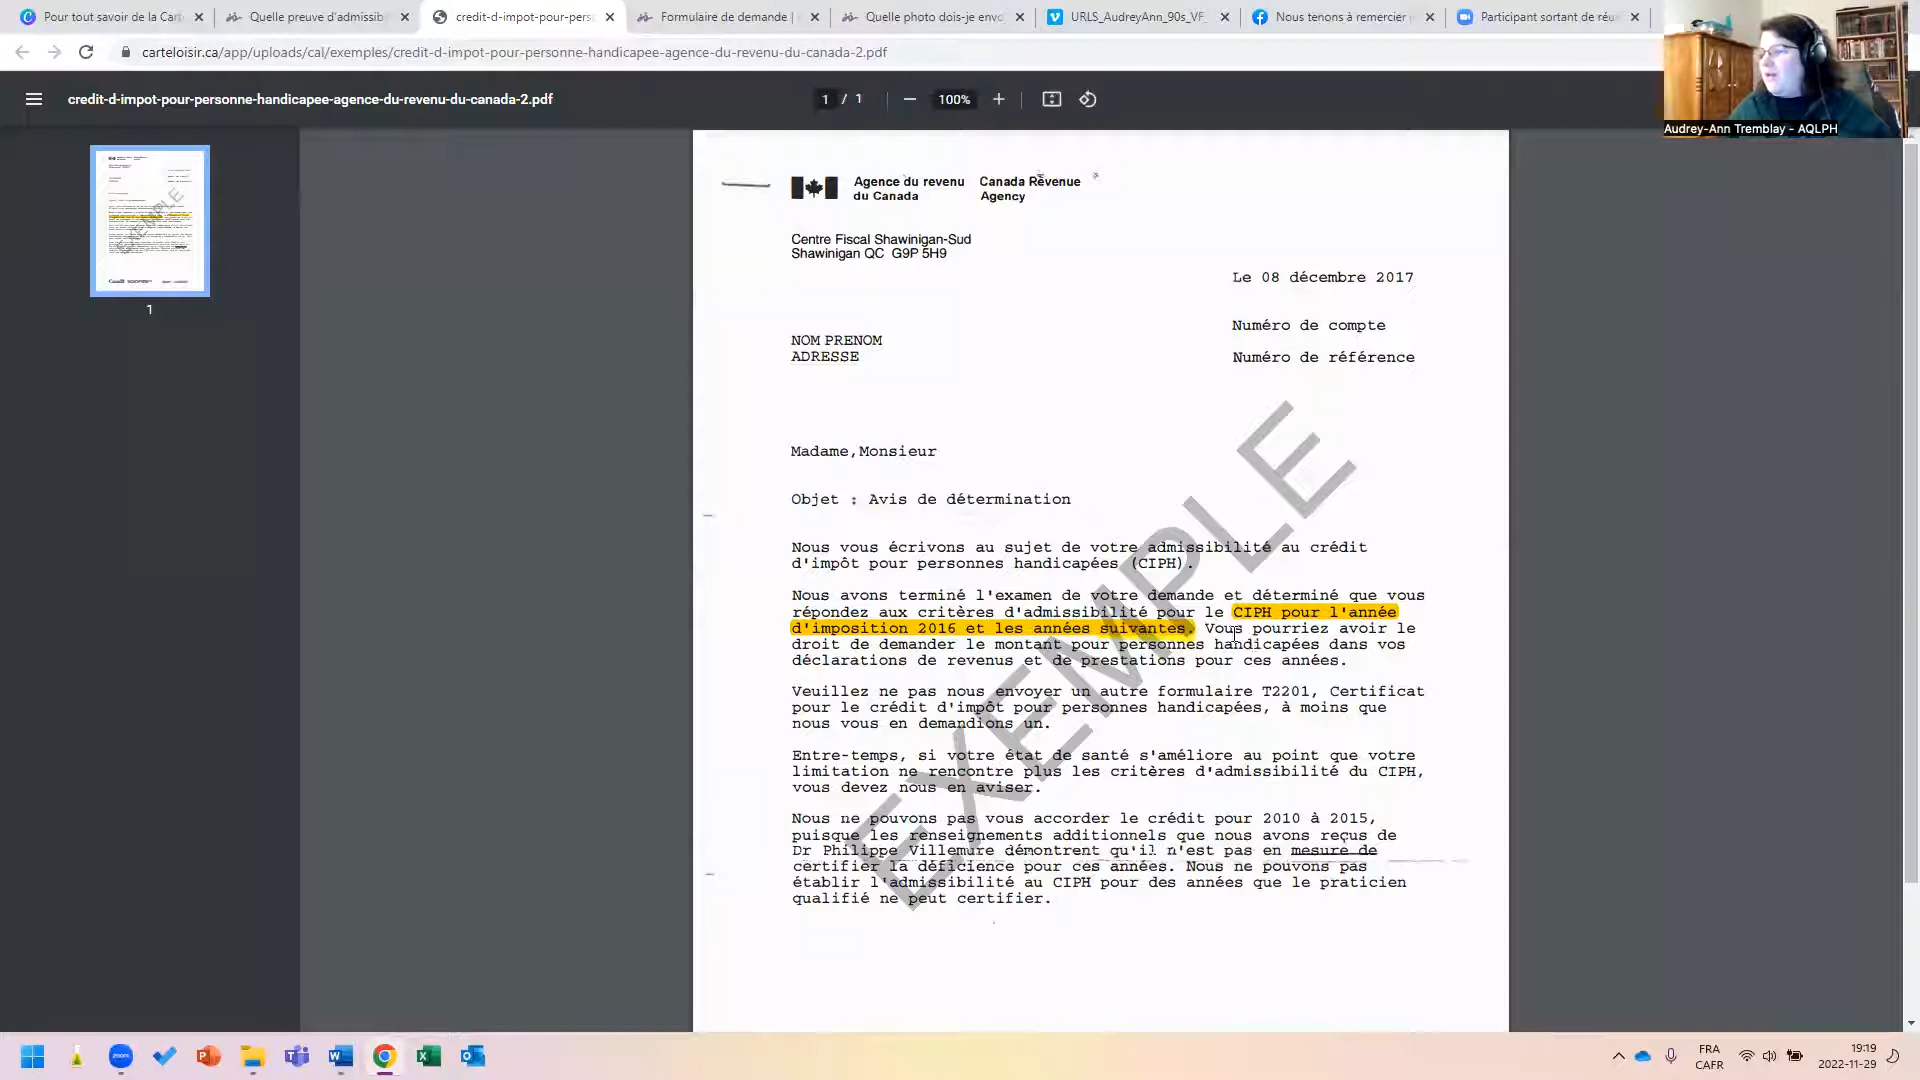 Pour tout savoir de la Cart
Quelle preuve d'admissib
credit-d-impot-pour-pers
Formulaire de demande |
Quelle photo dois-je env
URLS_AudreyAnn_90s_VF
Nous tenons à remercier
Participant sortant de réu
carteloisir.ca/app/uploads/cal/exemples/credit-d-impot-pour-personne-handicapee-agence-du-revenu-du-canada-2.pdf
credit-d-impot-pour-personne-handicapee-agence-du-revenu-du-canada-2.pdf
1 / 1
100%
Audrey-Ann Tremblay - AQLPH
1
Agence du revenu
du Canada
Canada Revenue
Agency
Centre Fiscal Shawinigan-Sud
Shawinigan QC G9P 5H9
Le 08 décembre 2017
Numéro de compte
Numéro de référence
NOM PRENOM
ADRESSE
Madame,Monsieur
Objet : Avis de détermination
Nous vous écrivons au sujet de votre admissibilité au crédit
d'impôt pour personnes handicapées (CIPH).
Nous avons terminé l'examen de votre demande et déterminé que vous
répondez aux critères d'admissibilité pour le CIPH pour l'année
d'imposition 2016 et les années suivantes. Vous pourriez avoir le
droit de demander le montant pour personnes handicapées dans vos
déclarations de revenus et de prestations pour ces années.
Veuillez ne pas nous envoyer un autre formulaire T2201, Certificat
pour le crédit d'impôt pour personnes handicapées, à moins que
nous vous en demandions un.
Entre-temps, si votre état de santé s'améliore au point que votre
limitation ne rencontre plus les critères d'admissibilité du CIPH,
vous devez nous en aviser.
Nous ne pouvons pas vous accorder le crédit pour 2010 à 2015,
puisque les renseignements additionnels que nous avons reçus de
Dr Philippe Villemure démontrent qu'il n'est pas en mesure de
certifier la déficience pour ces années. Nous ne pouvons pas
établir l'admissibilité au CIPH pour des années que le praticien
qualifié ne peut certifier.
EXEMPLE
FRA
CAFR
19:19
2022-11-29